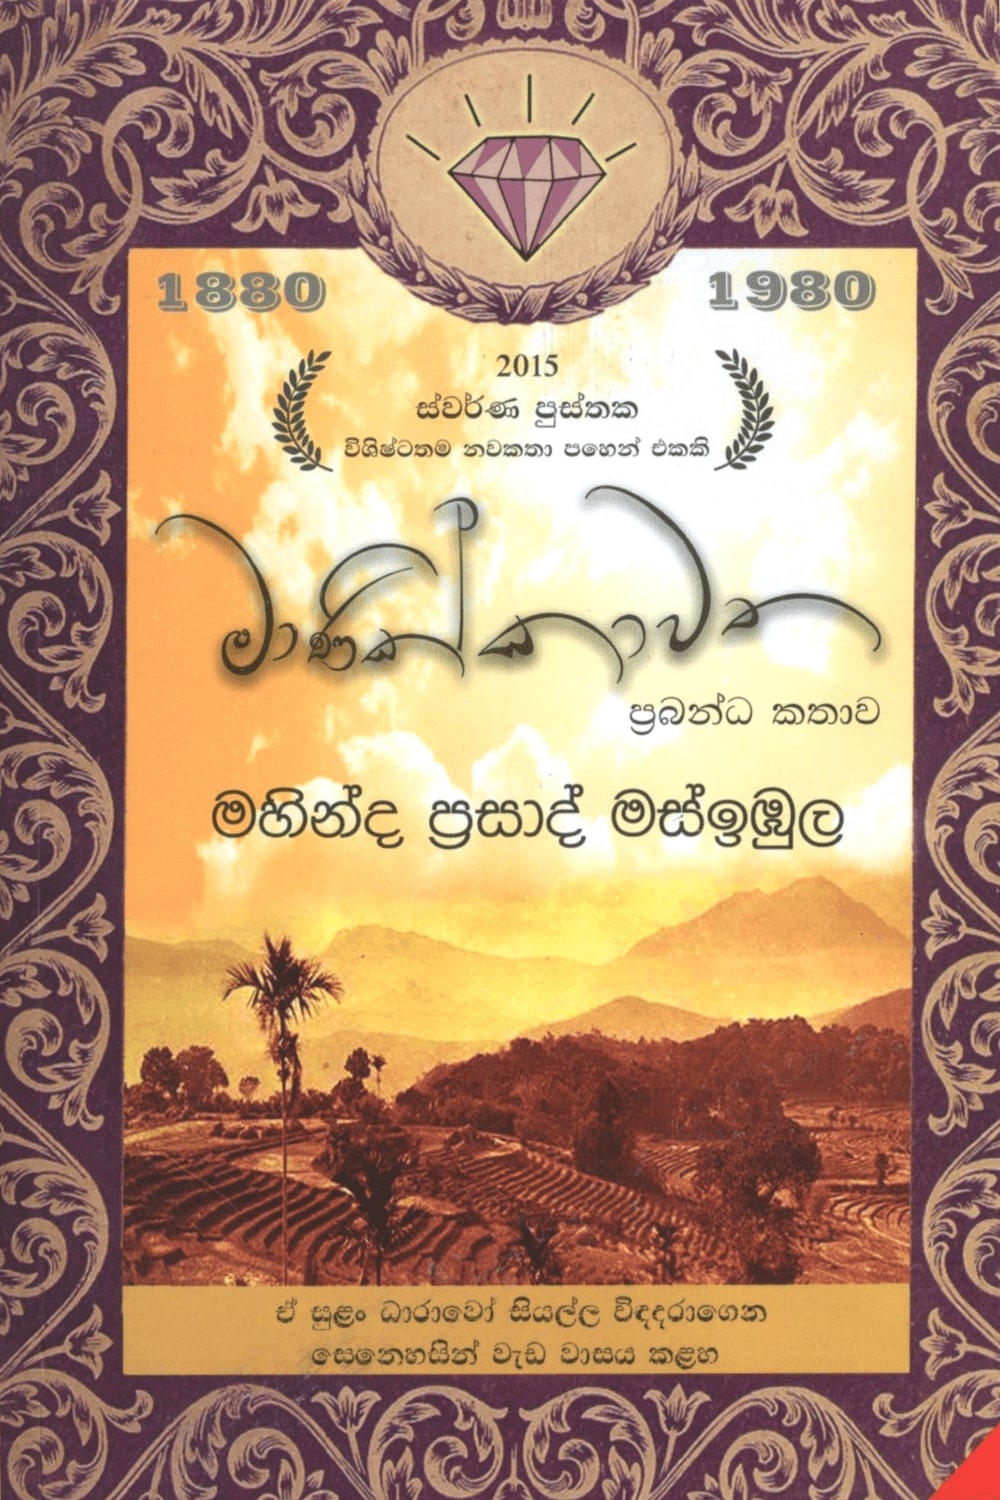 1880
1980
2015
ස්වර්ණ පුස්තක
විශිෂ්ටතම නවකතා පහෙන් එකකි
මාණික්කාවත
ප්‍රබන්ධ කතාව
මහින්ද ප්‍රසාද් මස්ඉඹුල
ඒ සුළං ධාරාවෝ සියල්ල විඳදරාගෙන
සෙනෙහසින් වැඩ වාසය කළහ